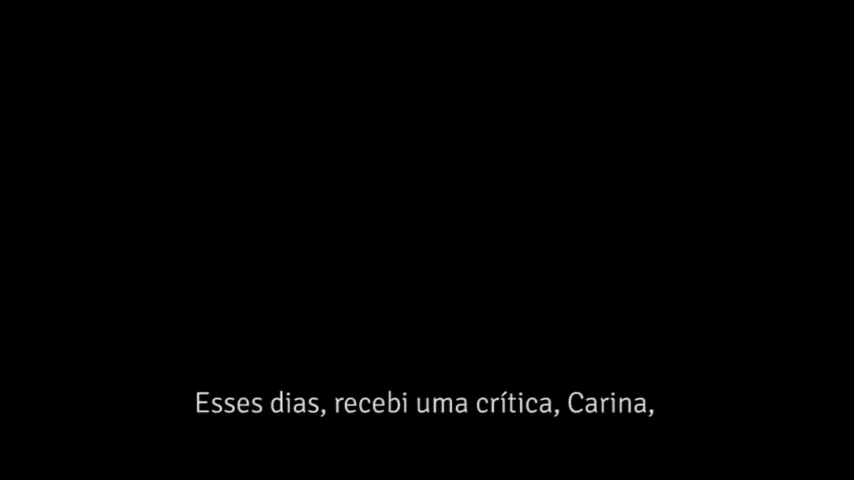 Esses dias, recebi uma crítica, Carina,